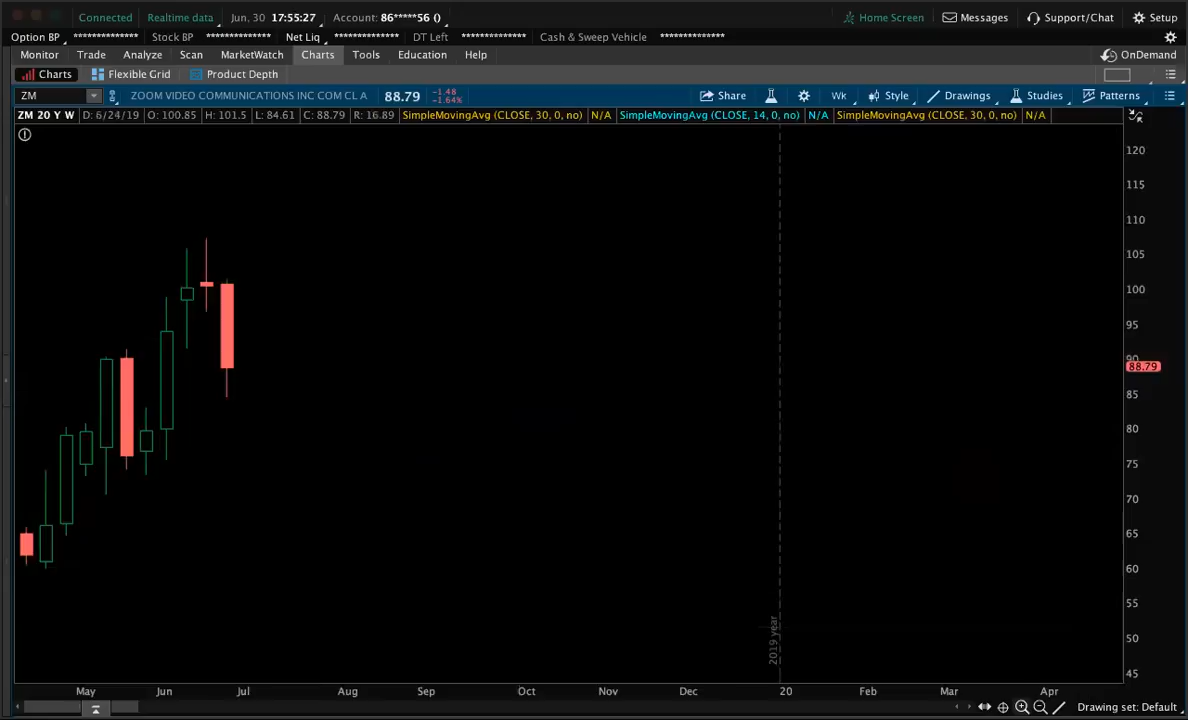 Connected Realtime data Jun, 30 17:55:27 Account: 86*****56 () Home Screen Messages Support/Chat Setup
Option BP ************** Stock BP ************** Net Liq ************** DT Left ************** Cash & Sweep Vehicle **************
Monitor Trade Analyze Scan MarketWatch Charts Tools Education Help OnDemand
Charts Flexible Grid Product Depth
ZM ZOOM VIDEO COMMUNICATIONS INC COM CL A 88.79 -1.48 -1.64% Share Wk Style Drawings Studies Patterns
ZM 20 Y W D: 6/24/19 O: 100.85 H: 101.5 L: 84.61 C: 88.79 R: 16.89 SimpleMovingAvg (CLOSE, 30, 0, no) N/A SimpleMovingAvg (CLOSE, 14, 0, no) N/A SimpleMovingAvg (CLOSE, 30, 0, no) N/A
120
115
110
105
100
95
90
88.79
85
80
75
70
65
60
55
50
45
2019 year
May Jun Jul Aug Sep Oct Nov Dec 20 Feb Mar Apr
Drawing set: Default